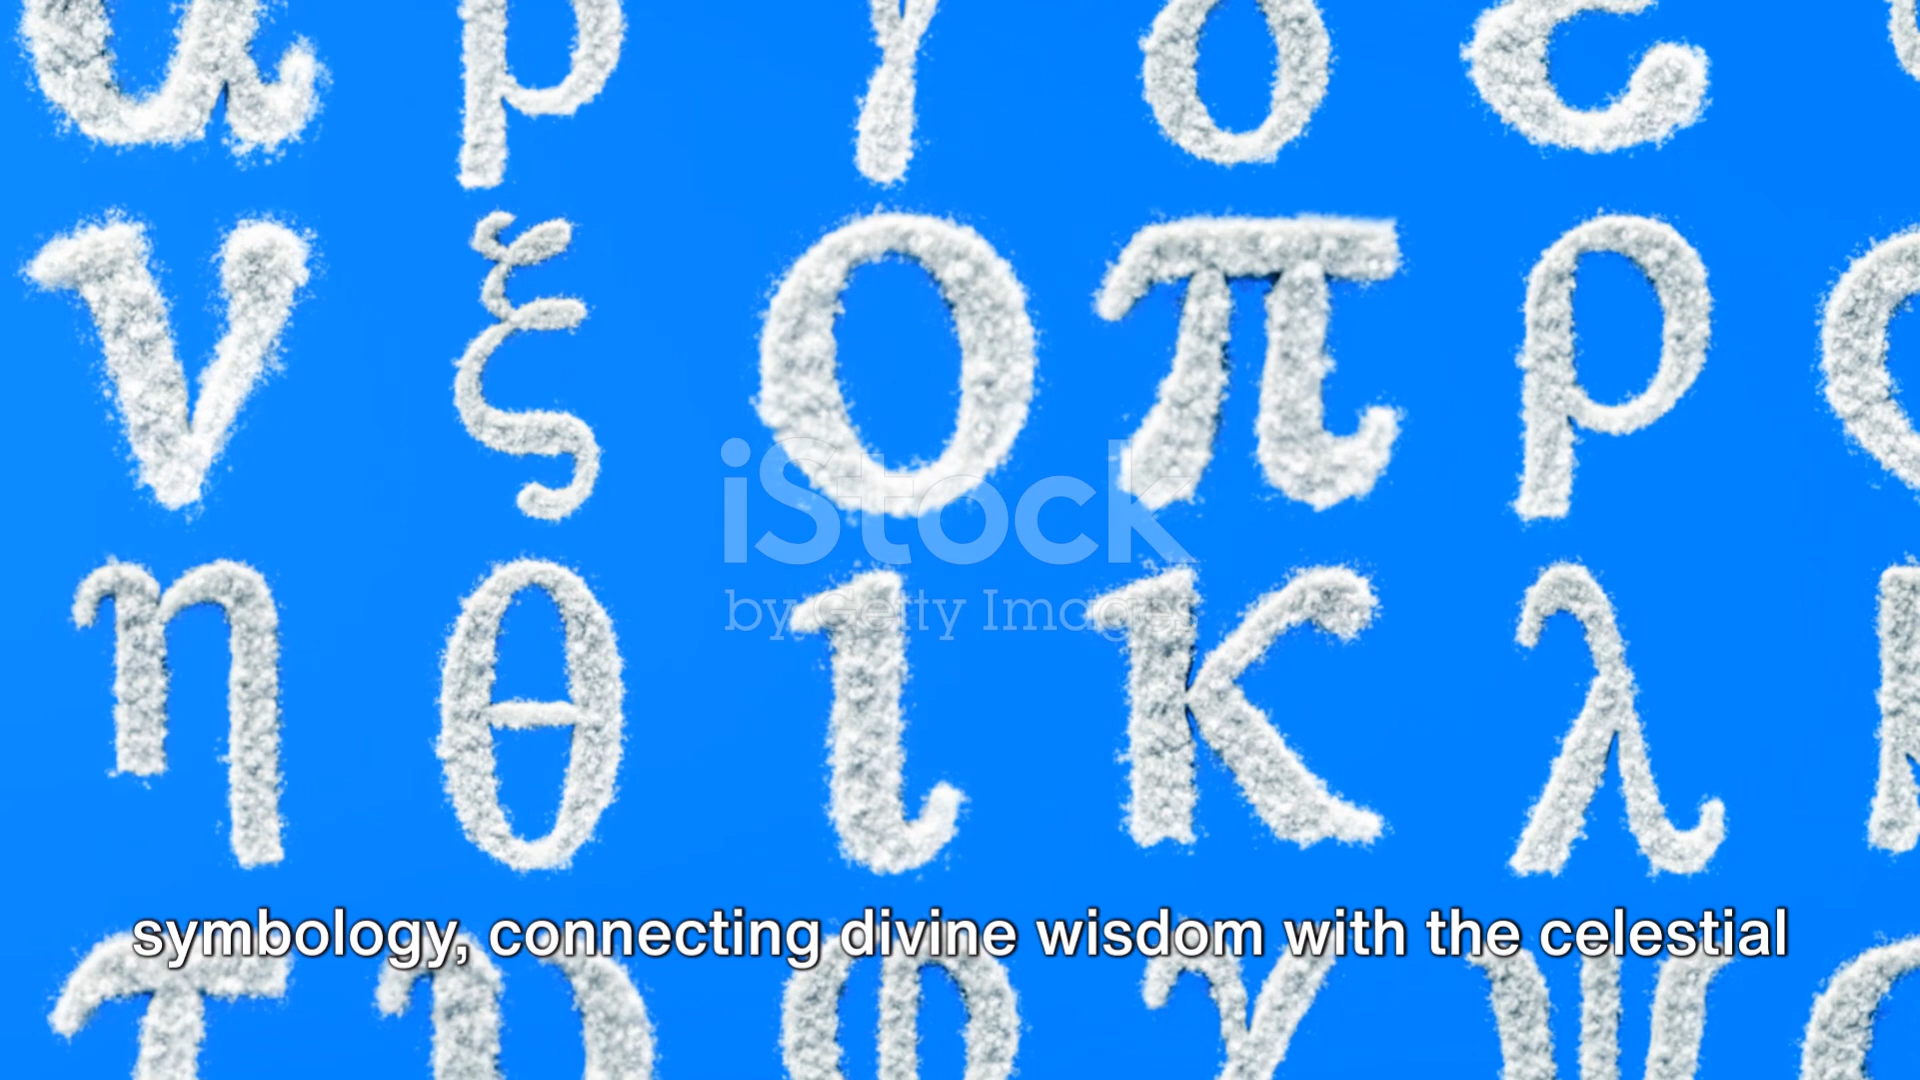 α ρ γ δ ε
ν ξ ο π ρ
iStock
by Getty Images
η θ ι κ λ
symbology, connecting divine wisdom with the celestial
τ υ φ γ ψ